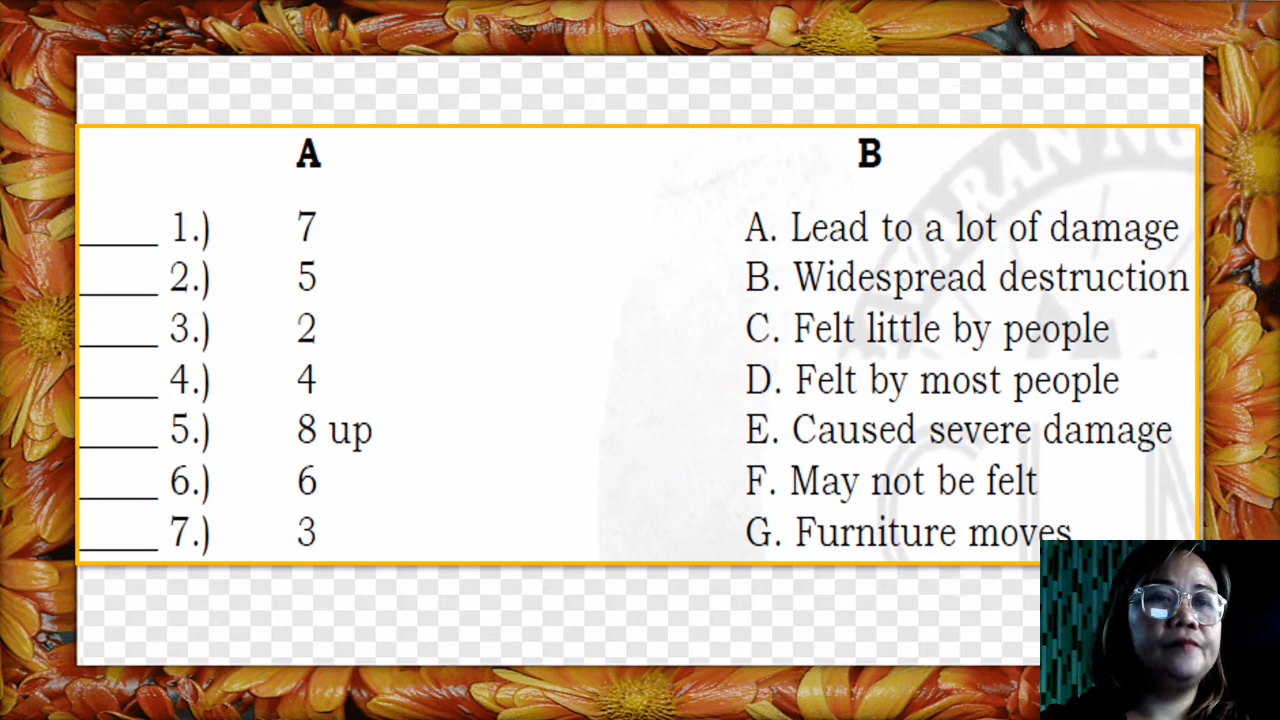 A B
_____ 1.) 7 A. Lead to a lot of damage
_____ 2.) 5 B. Widespread destruction
_____ 3.) 2 C. Felt little by people
_____ 4.) 4 D. Felt by most people
_____ 5.) 8 up E. Caused severe damage
_____ 6.) 6 F. May not be felt
_____ 7.) 3 G. Furniture moves